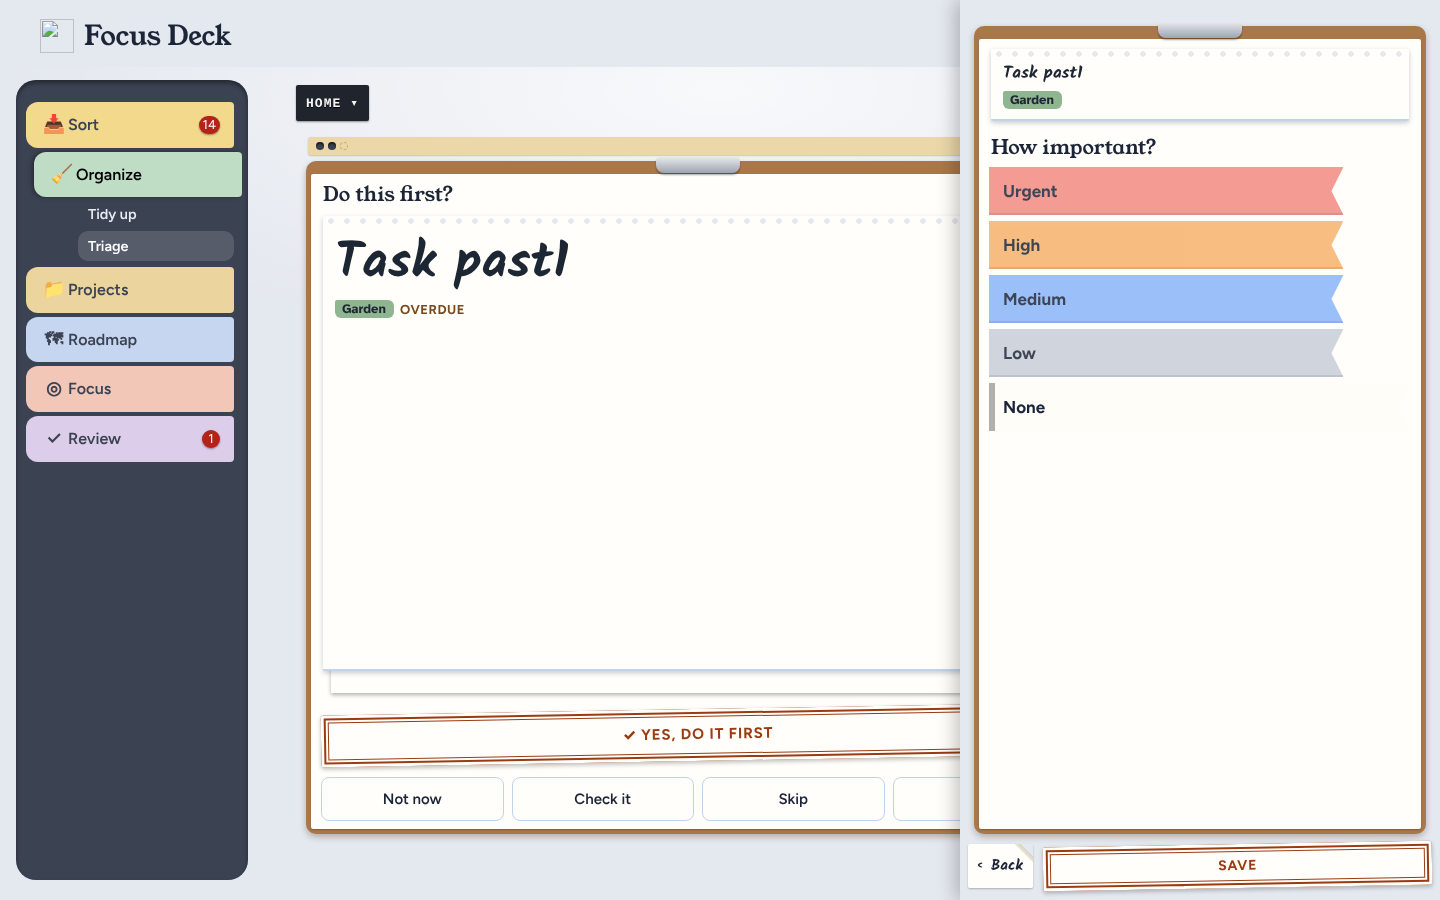 Focus Deck
Sort
14
Organize
Tidy up
Triage
Projects
Roadmap
Focus
Review
1
HOME ▾
Do this first?
Task past1
Garden
OVERDUE
✓ YES, DO IT FIRST
Not now
Check it
Skip
Task past1
Garden
How important?
Urgent
High
Medium
Low
None
‹ Back
SAVE